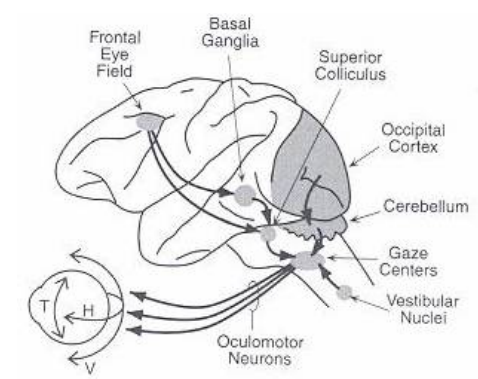 Frontal
Eye
Field
Basal
Ganglia
Superior
Colliculus
Occipital
Cortex
Cerebellum
Gaze
Centers
Vestibular
Nuclei
Oculomotor
Neurons
T
H
V